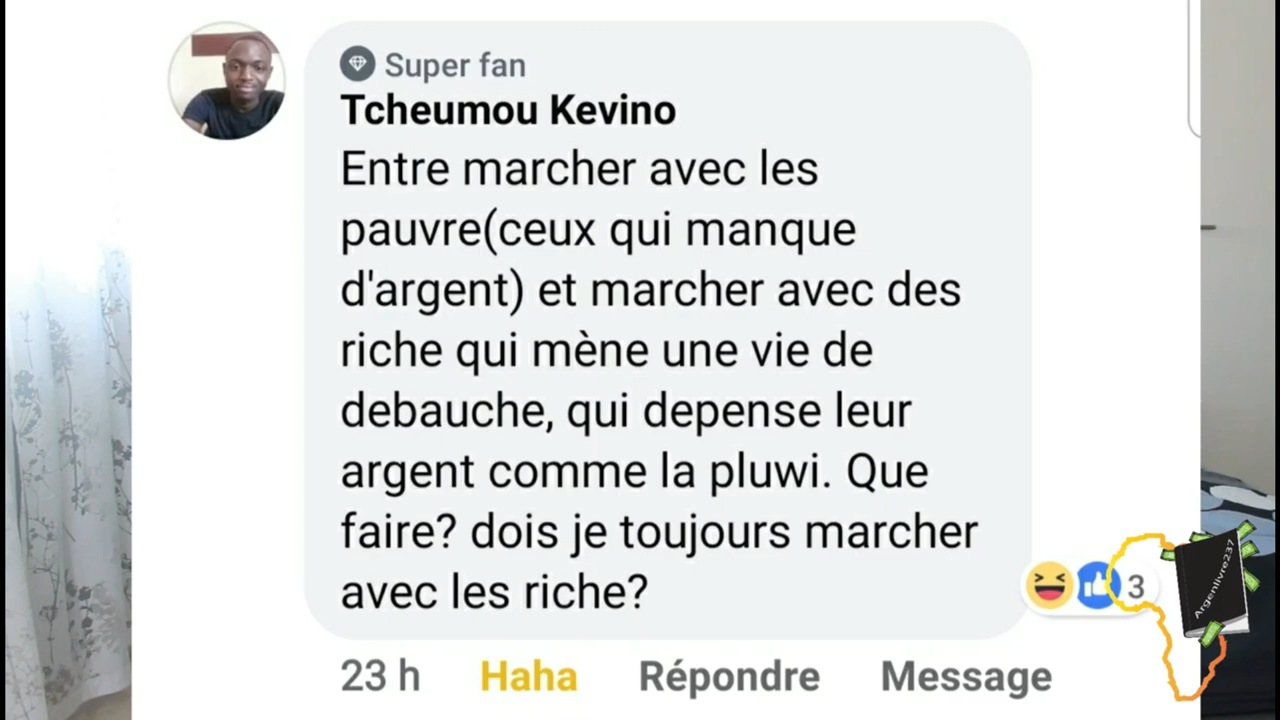 Super fan
Tcheumou Kevino
Entre marcher avec les
pauvre(ceux qui manque
d'argent) et marcher avec des
riche qui mène une vie de
debauche, qui depense leur
argent comme la pluwi. Que
faire? dois je toujours marcher
avec les riche?
3
23 h Haha Répondre Message
Argenlivre237